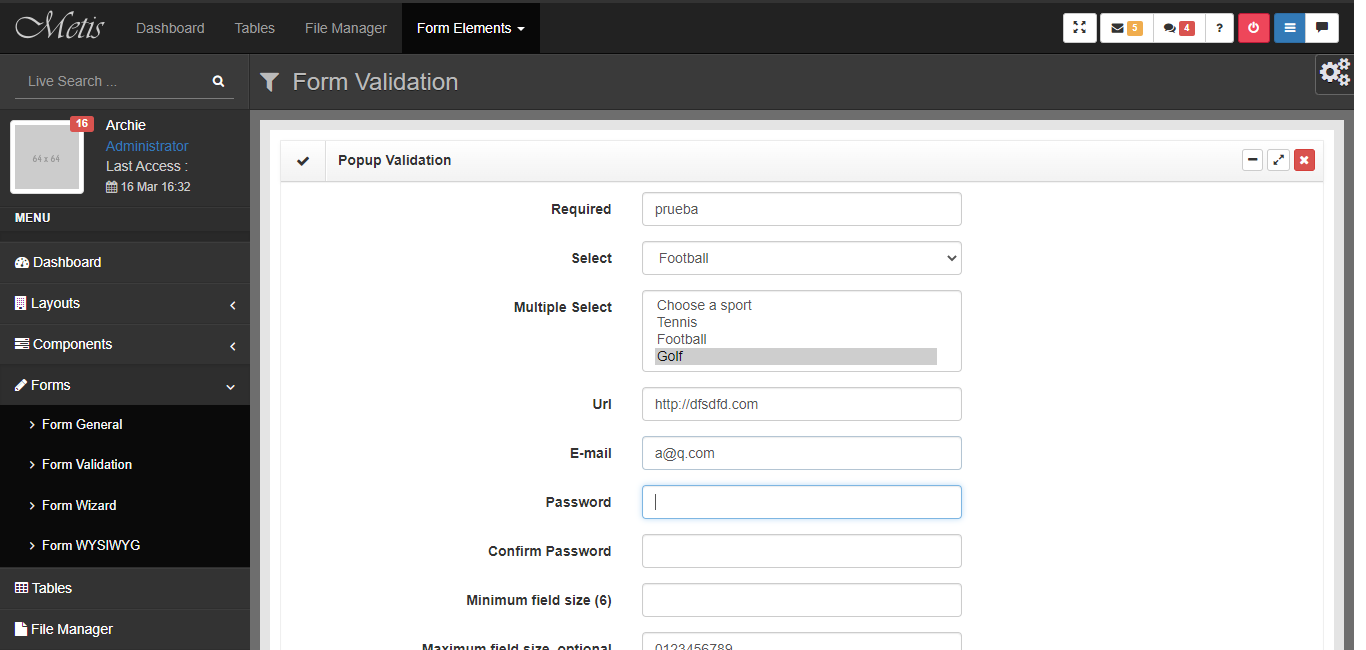 Metis Dashboard Tables File Manager Form Elements 5 4 ?
Live Search ...
Form Validation
16
64 x 64
Archie
Administrator
Last Access :
16 Mar 16:32
MENU
Dashboard
Layouts
Components
Forms
Form General
Form Validation
Form Wizard
Form WYSIWYG
Tables
File Manager
Popup Validation
Required prueba
Select Football
Multiple Select Choose a sport
Tennis
Football
Golf
Url http://dfsdfd.com
E-mail a@q.com
Password
Confirm Password
Minimum field size (6)
Maximum field size, optional 0123456789